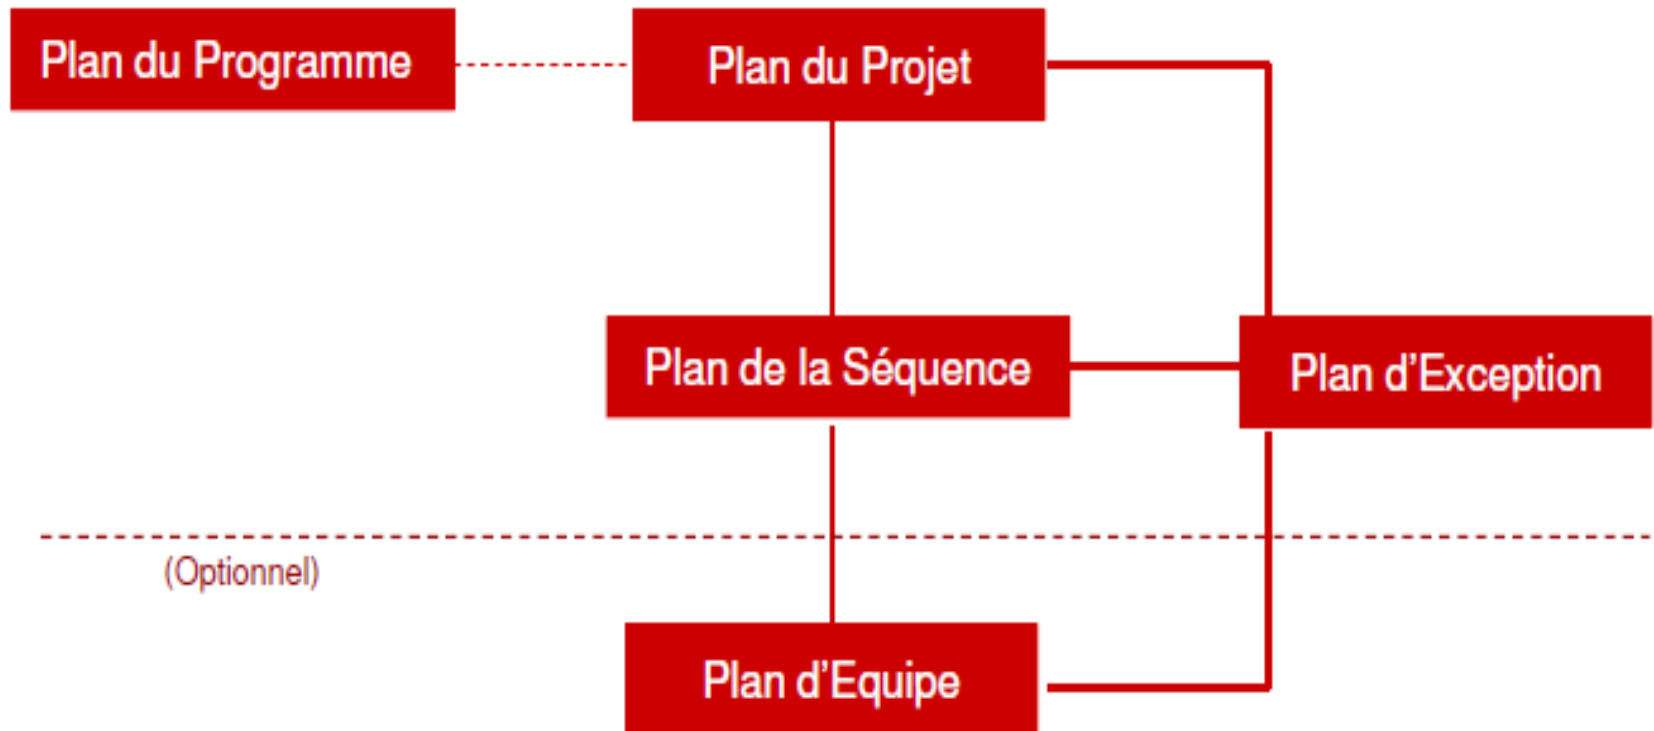 Plan du Programme
Plan du Projet
Plan de la Séquence
Plan d'Exception
(Optionnel)
Plan d'Equipe